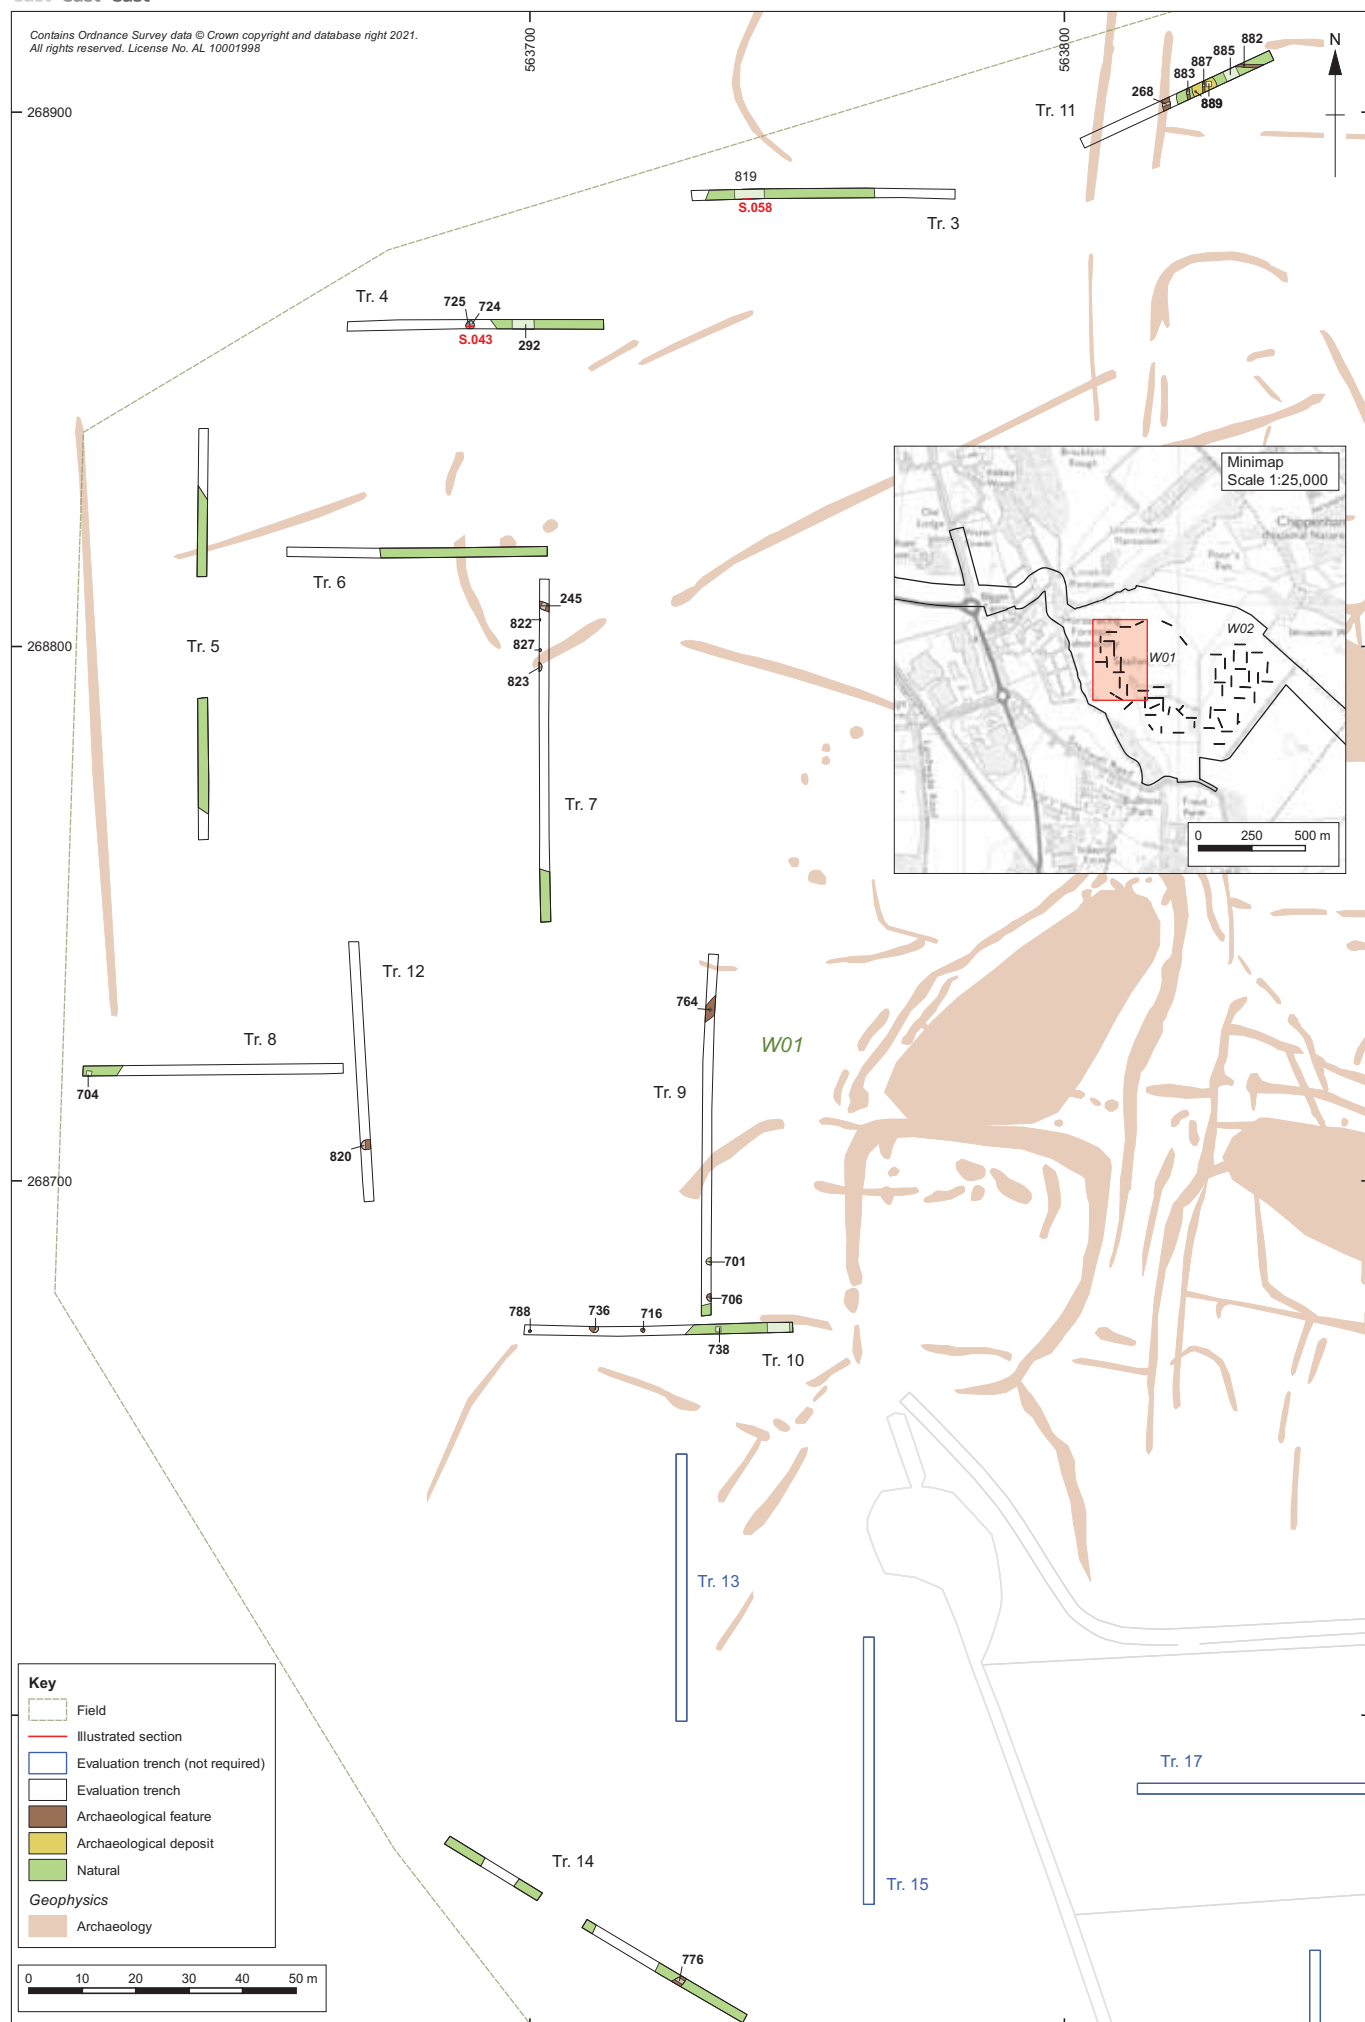 Contains Ordnance Survey data © Crown copyright and database right 2021.
All rights reserved. License No. AL 10001998
563700
563800
N
882
885
887
883
268
889
Tr. 11
268900
819
S.058
Tr. 3
Tr. 4
725
724
S.043
292
Minimap
Scale 1:25,000
W02
W01
0 250 500 m
Tr. 6
245
822
827
823
268800
Tr. 5
Tr. 7
Tr. 12
764
W01
Tr. 8
704
Tr. 9
820
268700
701
706
788
736
716
738
Tr. 10
Tr. 13
Key
Field
Illustrated section
Evaluation trench (not required)
Evaluation trench
Archaeological feature
Archaeological deposit
Natural
Geophysics
Archaeology
Tr. 17
Tr. 14
Tr. 15
776
0 10 20 30 40 50 m